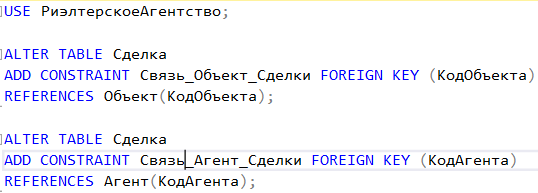 USE РиэлтерскоеАгентство;
ALTER TABLE Сделка
ADD CONSTRAINT Связь_Объект_Сделки FOREIGN KEY (КодОбъекта)
REFERENCES Объект(КодОбъекта);
ALTER TABLE Сделка
ADD CONSTRAINT Связь_Агент_Сделки FOREIGN KEY (КодАгента)
REFERENCES Агент(КодАгента);